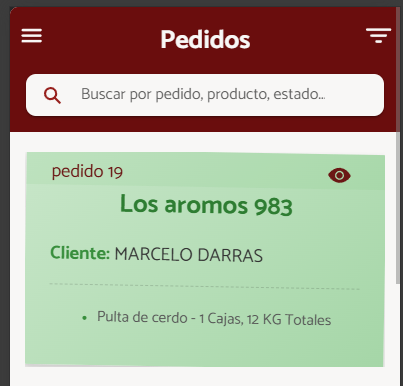 Pedidos
Buscar por pedido, producto, estado...
pedido 19
Los aromos 983
Cliente: MARCELO DARRAS
• Pulta de cerdo - 1 Cajas, 12 KG Totales